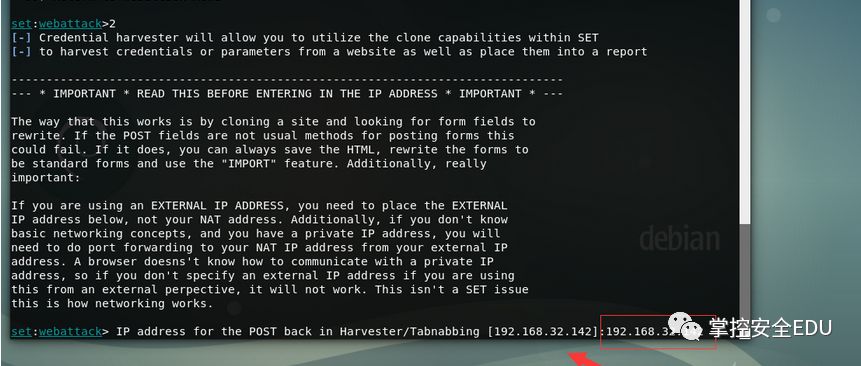 set:webattack>2
[-] Credential harvester will allow you to utilize the clone capabilities within SET
[-] to harvest credentials or parameters from a website as well as place them into a report
-------------------------------------------------------------------------------
--- * IMPORTANT * READ THIS BEFORE ENTERING IN THE IP ADDRESS * IMPORTANT * ---
The way that this works is by cloning a site and looking for form fields to
rewrite. If the POST fields are not usual methods for posting forms this
could fail. If it does, you can always save the HTML, rewrite the forms to
be standard forms and use the "IMPORT" feature. Additionally, really
important:
If you are using an EXTERNAL IP ADDRESS, you need to place the EXTERNAL
IP address below, not your NAT address. Additionally, if you don't know
basic networking concepts, and you have a private IP address, you will
need to do port forwarding to your NAT IP address from your external IP
address. A browser doesns't know how to communicate with a private IP
address, so if you don't specify an external IP address if you are using
this from an external perpective, it will not work. This isn't a SET issue
this is how networking works.
debian
set:webattack> IP address for the POST back in Harvester/Tabnabbing [192.168.32.142]:192.168.32
掌控安全EDU